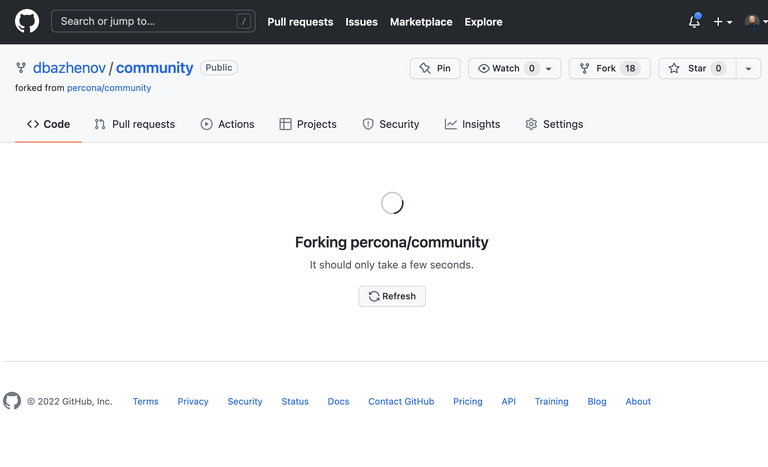 Search or jump to... / Pull requests Issues Marketplace Explore
dbazhenov / community Public Pin Watch 0 Fork 18 Star 0
forked from percona/community
Code Pull requests Actions Projects Security Insights Settings
Forking percona/community
It should only take a few seconds.
Refresh
© 2022 GitHub, Inc. Terms Privacy Security Status Docs Contact GitHub Pricing API Training Blog About